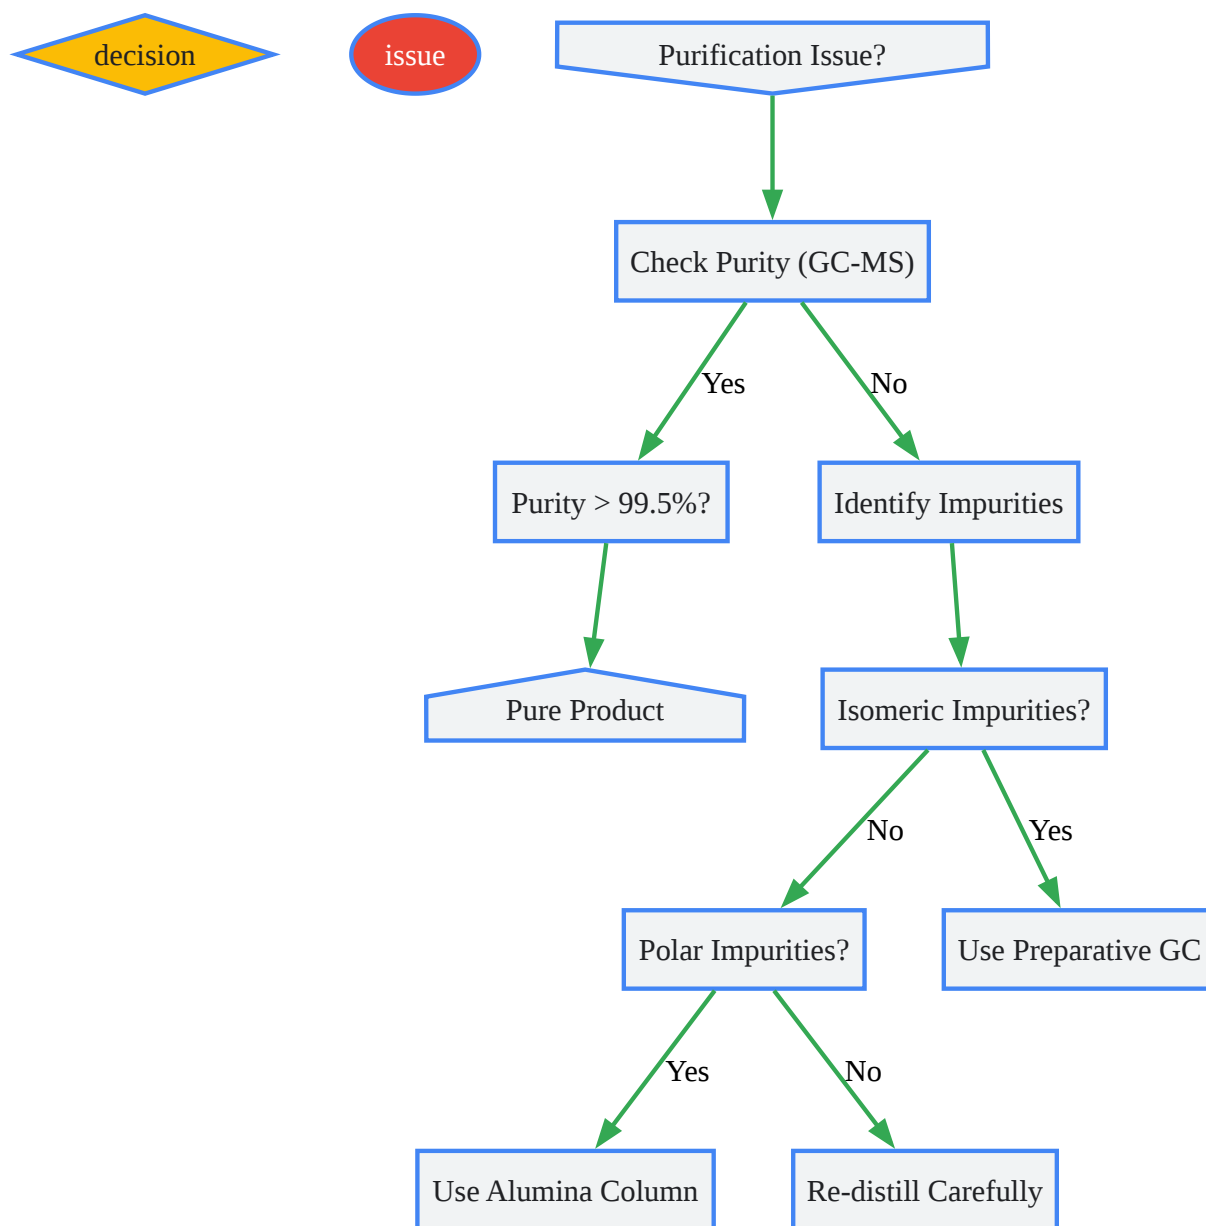 decision
issue
Purification Issue?
Check Purity (GC-MS)
Yes
No
Purity > 99.5%?
Identify Impurities
Pure Product
Isomeric Impurities?
No
Yes
Polar Impurities?
Use Preparative GC
Yes
No
Use Alumina Column
Re-distill Carefully